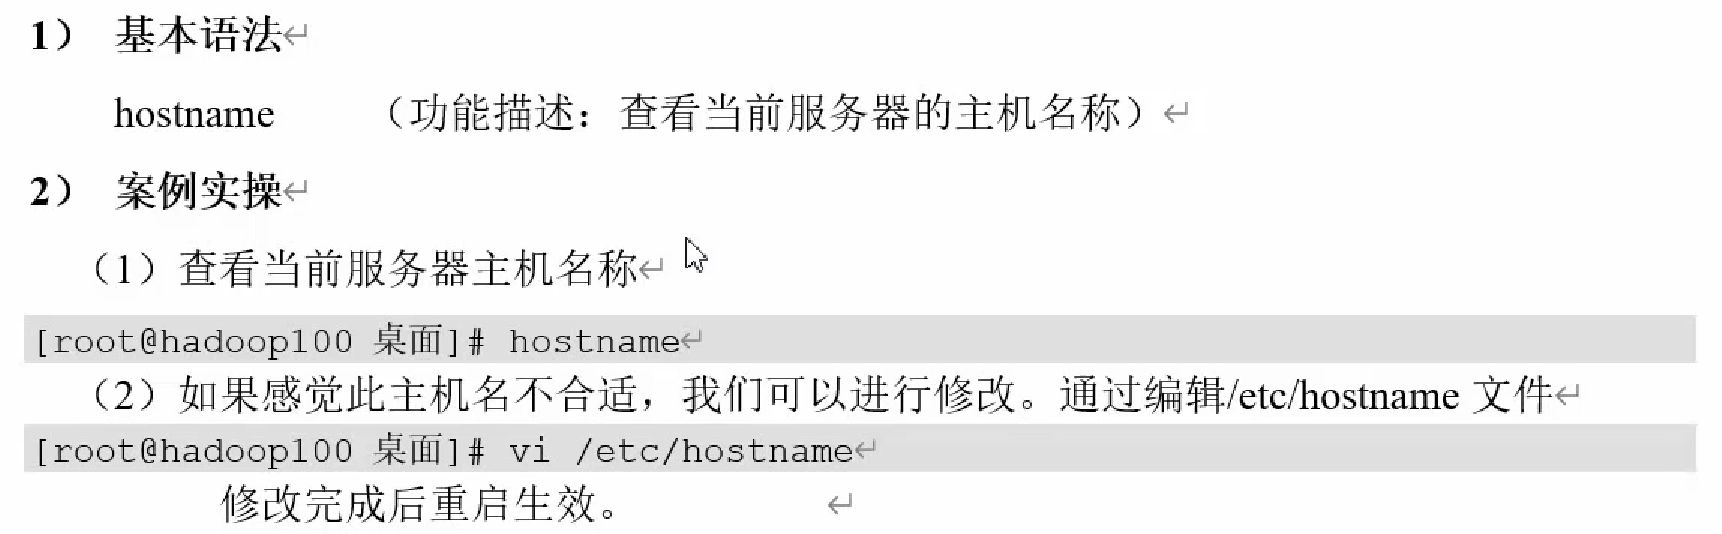 1） 基本语法↵
hostname （功能描述：查看当前服务器的主机名称）↵
2） 案例实操↵
（1）查看当前服务器主机名称↵
[root@hadoop100 桌面]# hostname↵
（2）如果感觉此主机名不合适，我们可以进行修改。通过编辑/etc/hostname 文件↵
[root@hadoop100 桌面]# vi /etc/hostname↵
修改完成后重启生效。 ↵